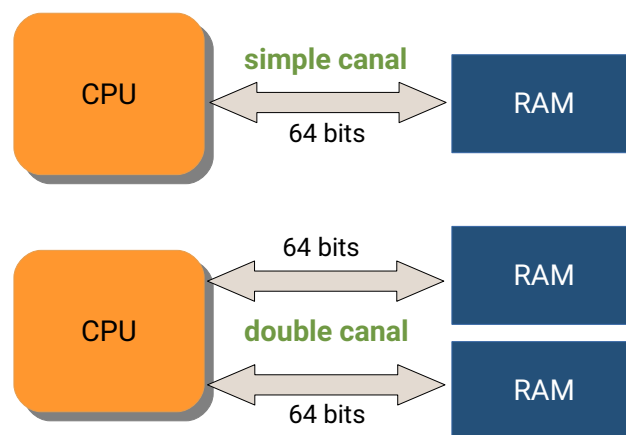 simple canal
CPU
RAM
64 bits
64 bits
RAM
CPU
double canal
RAM
64 bits